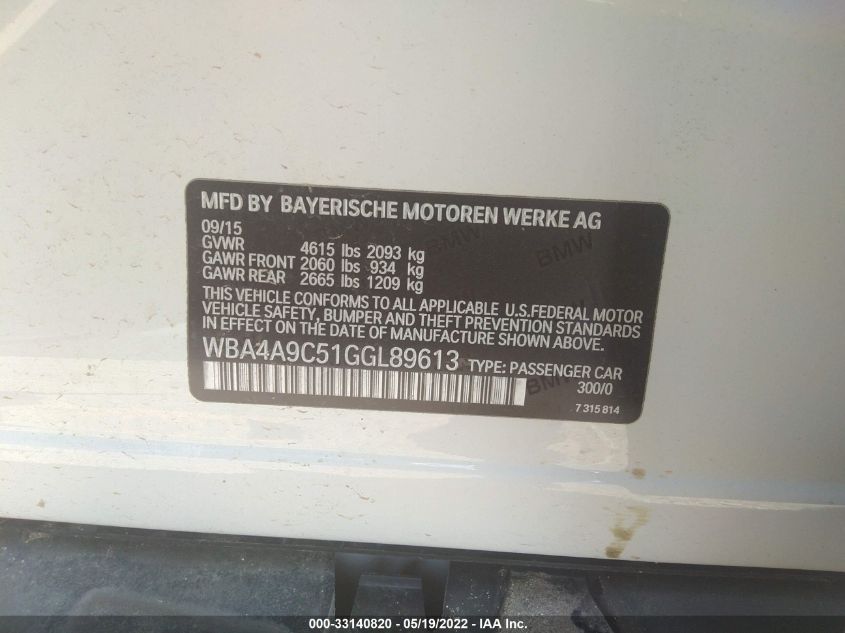 MFD BY BAYERISCHE MOTOREN WERKE AG
09/15
GVWR 4615 lbs 2093 kg
GAWR FRONT 2060 lbs 934 kg
GAWR REAR 2665 lbs 1209 kg
THIS VEHICLE CONFORMS TO ALL APPLICABLE U.S.FEDERAL MOTOR
VEHICLE SAFETY, BUMPER AND THEFT PREVENTION STANDARDS
IN EFFECT ON THE DATE OF MANUFACTURE SHOWN ABOVE.
WBA4A9C51GGL89613 TYPE: PASSENGER CAR
300/0
7 315 814
BMW
BMW
BMW
BMW
000-33140820 - 05/19/2022 - IAA Inc.